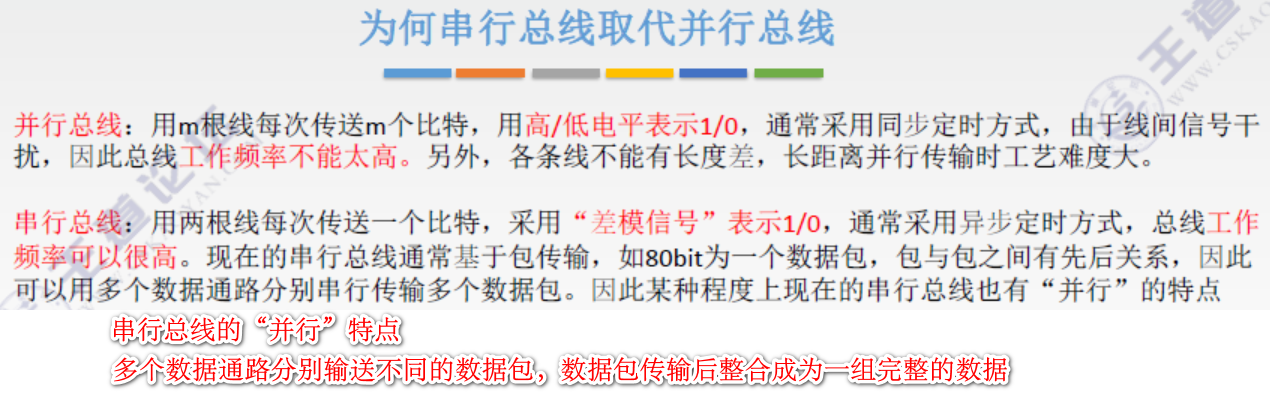 为何串行总线取代并行总线
并行总线：用m根线每次传送m个比特，用高/低电平表示1/0，通常采用同步定时方式，由于线间信号干
扰，因此总线工作频率不能太高。另外，各条线不能有长度差，长距离并行传输时工艺难度大。
串行总线：用两根线每次传送一个比特，采用“差模信号”表示1/0，通常采用异步定时方式，总线工作
频率可以很高。现在的串行总线通常基于包传输，如80bit为一个数据包，包与包之间有先后关系，因此
可以用多个数据通路分别串行传输多个数据包。因此某种程度上现在的串行总线也有“并行”的特点
串行总线的“并行”特点
多个数据通路分别输送不同的数据包，数据包传输后整合成为一组完整的数据
王道论坛
王道